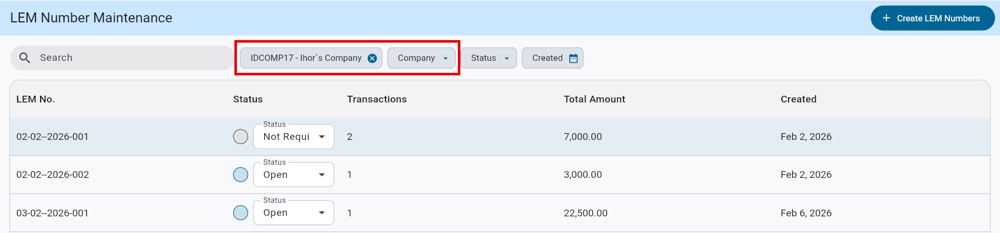 LEM Number Maintenance
+ Create LEM Numbers
Search
IDCOMP17 - Ihor`s Company
Company
Status
Created
LEM No. Status Transactions Total Amount Created
Status
02-02--2026-001 Not Requi 2 7,000.00 Feb 2, 2026
Status
02-02--2026-002 Open 1 3,000.00 Feb 2, 2026
Status
03-02--2026-001 Open 1 22,500.00 Feb 6, 2026